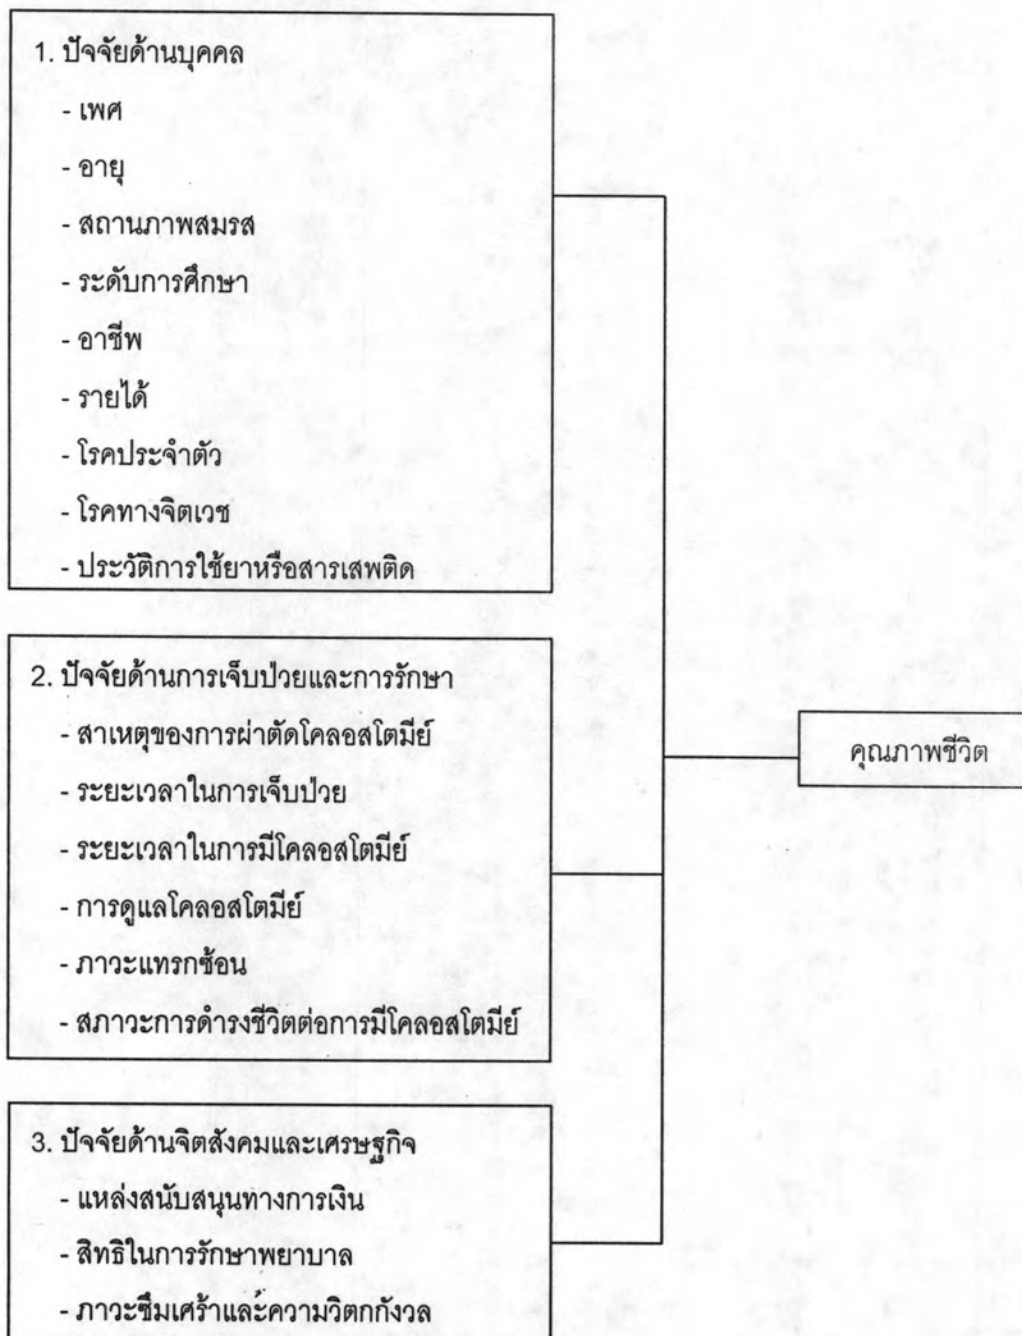 1. ปัจจัยด้านบุคคล
- เพศ
- อายุ
- สถานภาพสมรส
- ระดับการศึกษา
- อาชีพ
- รายได้
- โรคประจำตัว
- โรคทางจิตเวช
- ประวัติการใช้ยาหรือสารเสพติด
2. ปัจจัยด้านการเจ็บป่วยและการรักษา
- สาเหตุของการผ่าตัดโคลอสโตมีย์
- ระยะเวลาในการเจ็บป่วย
- ระยะเวลาในการมีโคลอสโตมีย์
- การดูแลโคลอสโตมีย์
- ภาวะแทรกซ้อน
- สภาวะการดำรงชีวิตต่อการมีโคลอสโตมีย์
คุณภาพชีวิต
3. ปัจจัยด้านจิตสังคมและเศรษฐกิจ
- แหล่งสนับสนุนทางการเงิน
- สิทธิในการรักษาพยาบาล
- ภาวะซึมเศร้าและความวิตกกังวล